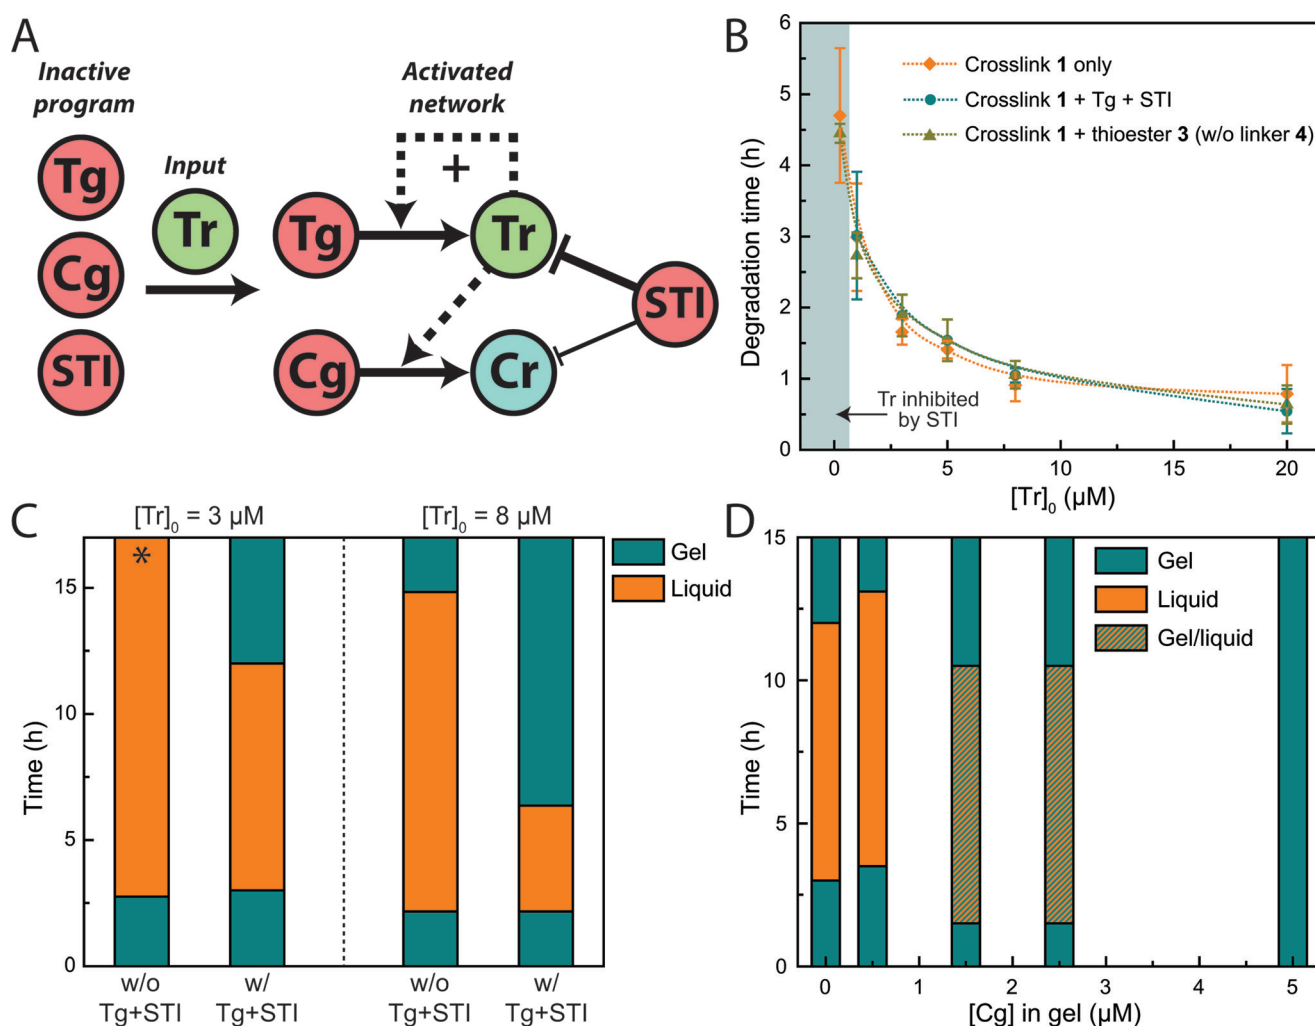 A
Inactive
program
Tg
Cg
STI
Input
Tr
Activated
network
+
Tg
Tr
STI
Cg
Cr
B
Degradation time (h)
6
5
4
3
2
1
0
Crosslink 1 only
Crosslink 1 + Tg + STI
Crosslink 1 + thioester 3 (w/o linker 4)
Tr inhibited
by STI
0 5 10 15 20
[Tr]₀ (µM)
C
[Tr]₀ = 3 µM [Tr]₀ = 8 µM
*
Gel
Liquid
Time (h)
15
10
5
0
w/o w/ w/o w/
Tg+STI Tg+STI Tg+STI Tg+STI
D
Time (h)
15
10
5
0
Gel
Liquid
Gel/liquid
0 1 2 3 4 5
[Cg] in gel (µM)